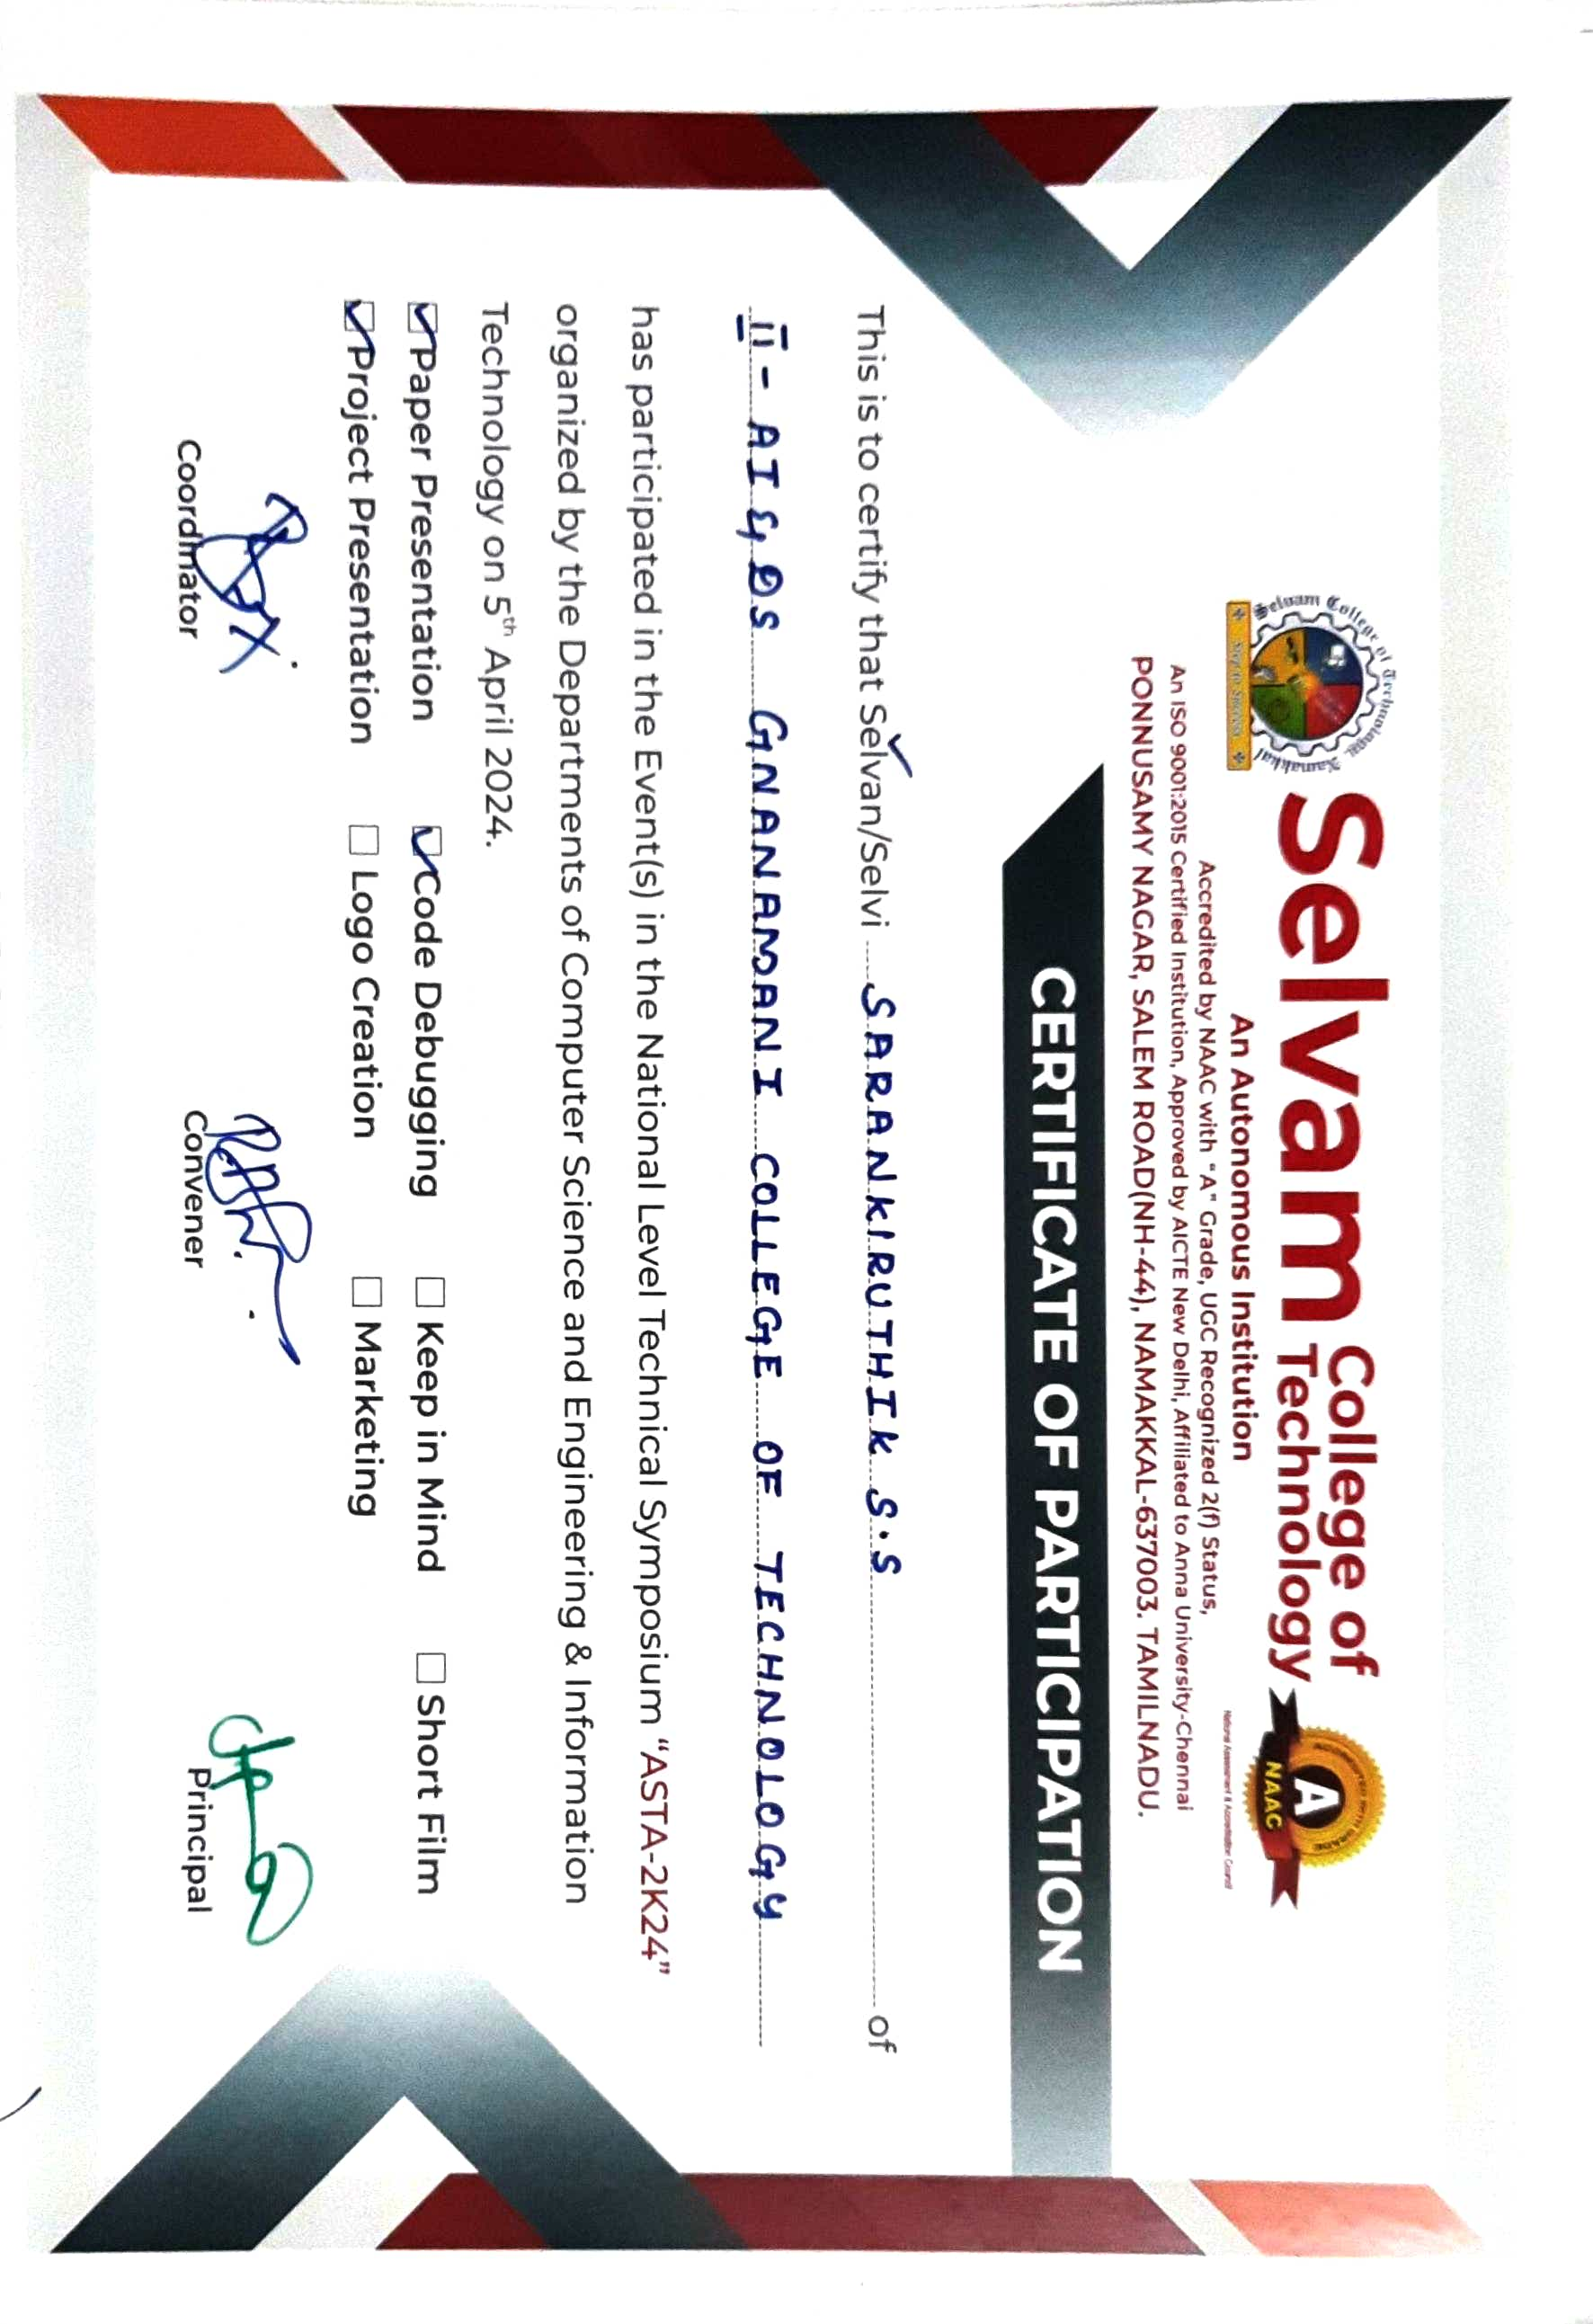 Selvam College of Technology, Namakkal
Step to Success
Selvam College of
Technology
A
NAAC
National Assessment & Accreditation Council
An Autonomous Institution
Accredited by NAAC with "A" Grade, UGC Recognized 2(f) Status,
An ISO 9001:2015 Certified Institution, Approved by AICTE New Delhi, Affiliated to Anna University-Chennai
PONNUSAMY NAGAR, SALEM ROAD(NH-44), NAMAKKAL-637003. TAMILNADU.
CERTIFICATE OF PARTICIPATION
This is to certify that Selvan/Selvi SARANKIRUTHIK S.S of
II - AI & DS GNANAMANI COLLEGE OF TECHNOLOGY
has participated in the Event(s) in the National Level Technical Symposium "ASTA-2K24"
organized by the Departments of Computer Science and Engineering & Information
Technology on 5th April 2024.
Paper Presentation Code Debugging Keep in Mind Short Film
Project Presentation Logo Creation Marketing
Coordinator Convener Principal